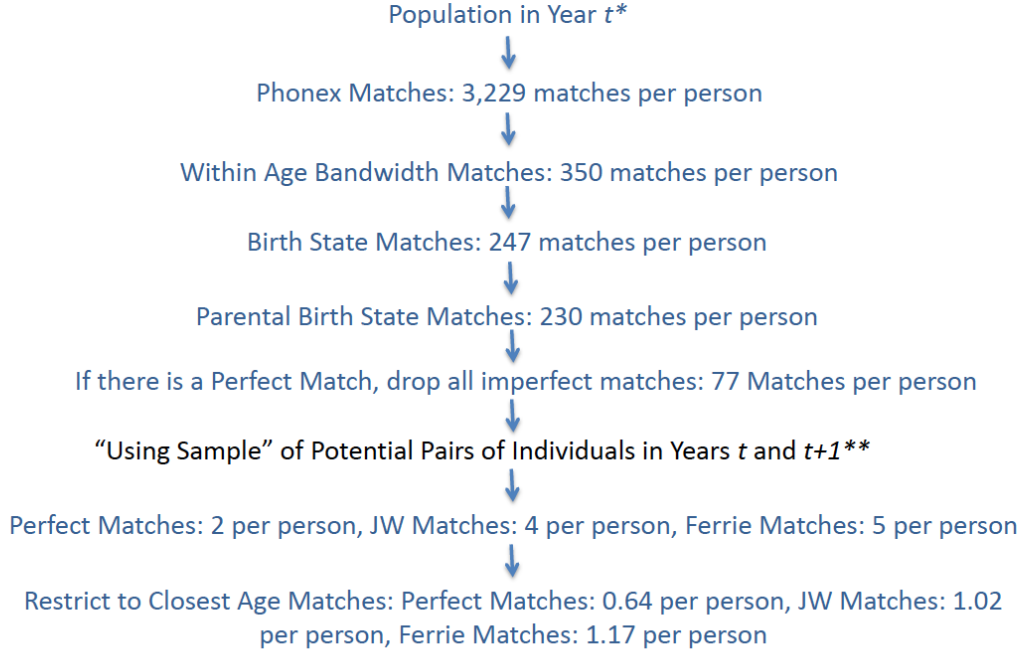 Population in Year t*
Phonex Matches: 3,229 matches per person
Within Age Bandwidth Matches: 350 matches per person
Birth State Matches: 247 matches per person
Parental Birth State Matches: 230 matches per person
If there is a Perfect Match, drop all imperfect matches: 77 Matches per person
“Using Sample” of Potential Pairs of Individuals in Years t and t+1**
Perfect Matches: 2 per person, JW Matches: 4 per person, Ferrie Matches: 5 per person
Restrict to Closest Age Matches: Perfect Matches: 0.64 per person, JW Matches: 1.02
per person, Ferrie Matches: 1.17 per person